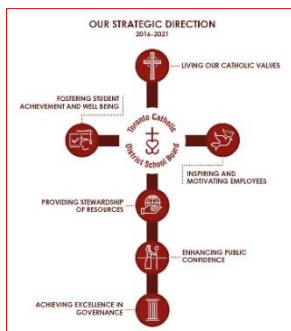 OUR STRATEGIC DIRECTION
2016-2021
LIVING OUR CATHOLIC VALUES
FOSTERING STUDENT
ACHIEVEMENT AND WELL BEING
Toronto Catholic
District School Board
INSPIRING AND
MOTIVATING EMPLOYEES
PROVIDING STEWARDSHIP
OF RESOURCES
ENHANCING PUBLIC
CONFIDENCE
ACHIEVING EXCELLENCE IN
GOVERNANCE